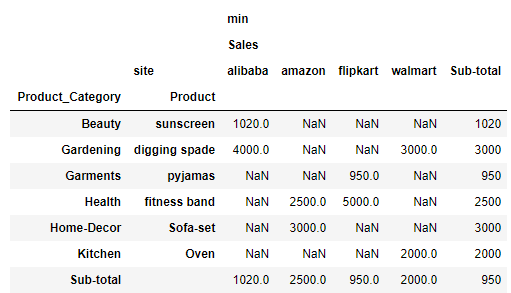 min
Sales
site alibaba amazon flipkart walmart Sub-total
Product_Category Product
Beauty sunscreen 1020.0 NaN NaN NaN 1020
Gardening digging spade 4000.0 NaN NaN 3000.0 3000
Garments pyjamas NaN NaN 950.0 NaN 950
Health fitness band NaN 2500.0 5000.0 NaN 2500
Home-Decor Sofa-set NaN 3000.0 NaN NaN 3000
Kitchen Oven NaN NaN NaN 2000.0 2000
Sub-total 1020.0 2500.0 950.0 2000.0 950